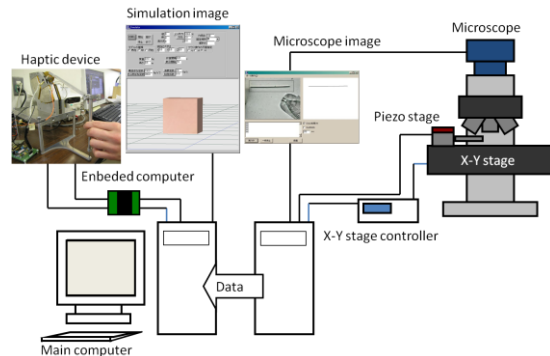 Simulation image
Microscope
Microscope image
Haptic device
Piezo stage
X-Y stage
Enbeded computer
X-Y stage controller
Data
Main computer